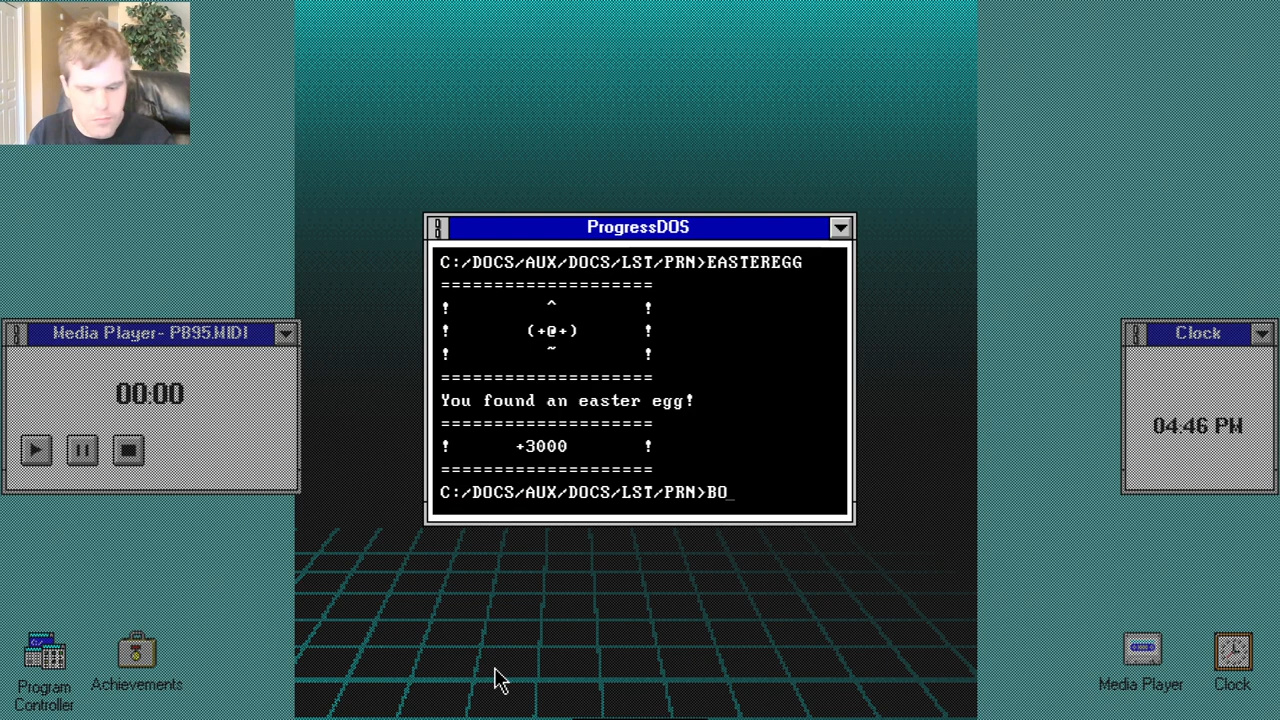 ProgressDOS
C:/DOCS/AUX/DOCS/LST/PRN>EASTEREGG
====================
!         ^        !
!       (+@+)      !
!         ~        !
====================
You found an easter egg!
====================
!      +3000       !
====================
C:/DOCS/AUX/DOCS/LST/PRN>BO_
Media Player- PB95.MIDI
00:00
Clock
04:46 PM
Program
Controller
Achievements
Media Player
Clock